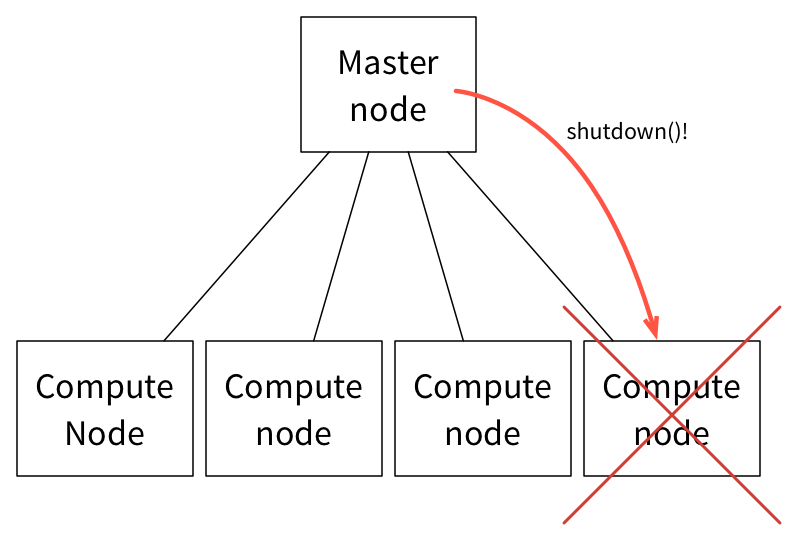 Master
node
shutdown()!
Compute
Node
Compute
node
Compute
node
Compute
node